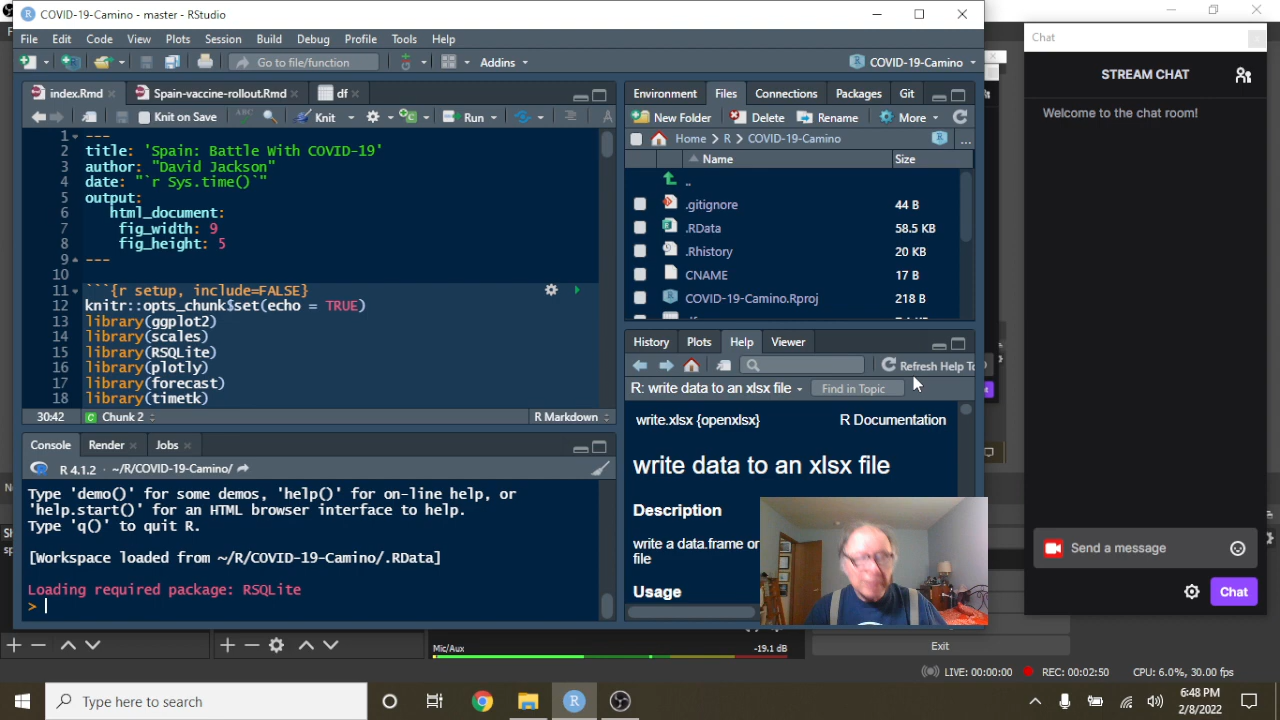 COVID-19-Camino - master - RStudio
File Edit Code View Plots Session Build Debug Profile Tools Help
Go to file/function
Addins
COVID-19-Camino
index.Rmd
Spain-vaccine-rollout.Rmd
df
Knit on Save
ABC
Knit
Run
1 ---
2 title: 'Spain: Battle With COVID-19'
3 author: "David Jackson"
4 date: "`r Sys.time()`"
5 output:
6 html_document:
7 fig_width: 9
8 fig_height: 5
9 ---
10
11 ```{r setup, include=FALSE}
12 knitr::opts_chunk$set(echo = TRUE)
13 library(ggplot2)
14 library(scales)
15 library(RSQLite)
16 library(plotly)
17 library(forecast)
18 library(timetk)
30:42
Chunk 2
R Markdown
Console Render Jobs
R 4.1.2 · ~/R/COVID-19-Camino/
Type 'demo()' for some demos, 'help()' for on-line help, or
'help.start()' for an HTML browser interface to help.
Type 'q()' to quit R.
[Workspace loaded from ~/R/COVID-19-Camino/.RData]
Loading required package: RSQLite
>
Environment Files Connections Packages Git
New Folder Delete Rename More
Home R COVID-19-Camino ...
Name Size
..
.gitignore 44 B
.RData 58.5 KB
.Rhistory 20 KB
CNAME 17 B
COVID-19-Camino.Rproj 218 B
History Plots Help Viewer
Refresh Help To
R: write data to an xlsx file
Find in Topic
write.xlsx {openxlsx} R Documentation
write data to an xlsx file
Description
write a data.frame or
file
Usage
Chat
STREAM CHAT
Welcome to the chat room!
Send a message
Chat
Mic/Aux
-19.1 dB
Exit
LIVE: 00:00:00
REC: 00:02:50
CPU: 6.0%, 30.00 fps
Type here to search
6:48 PM
2/8/2022